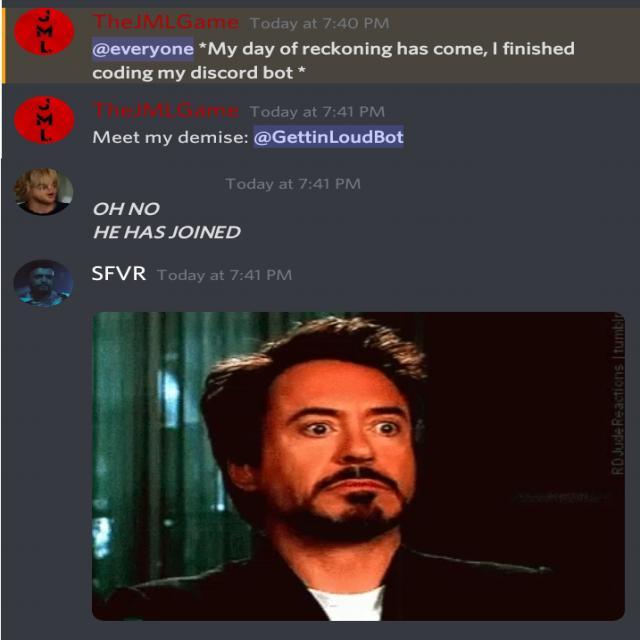 TheJMLGame Today at 7:40 PM
@everyone *My day of reckoning has come, I finished
coding my discord bot *
TheJMLGame Today at 7:41 PM
Meet my demise: @GettinLoudBot
Today at 7:41 PM
OH NO
HE HAS JOINED
SFVR Today at 7:41 PM
RDJudeReactions | tumblr
J
M
L
J
M
L